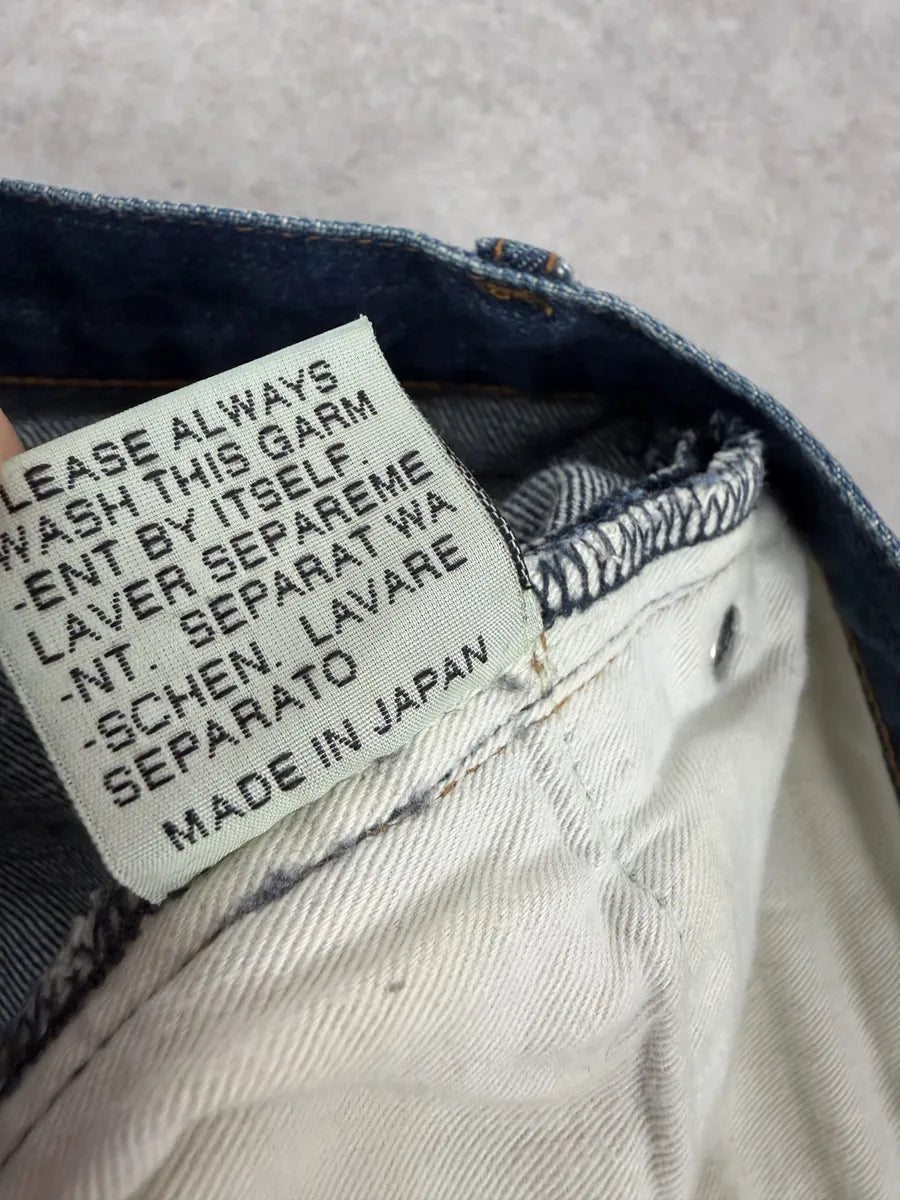 LEASE ALWAYS
WASH THIS GARM
-ENT BY ITSELF.
LAVER SEPAREME
-NT. SEPARAT WA
-SCHEN. LAVARE
SEPARATO
MADE IN JAPAN